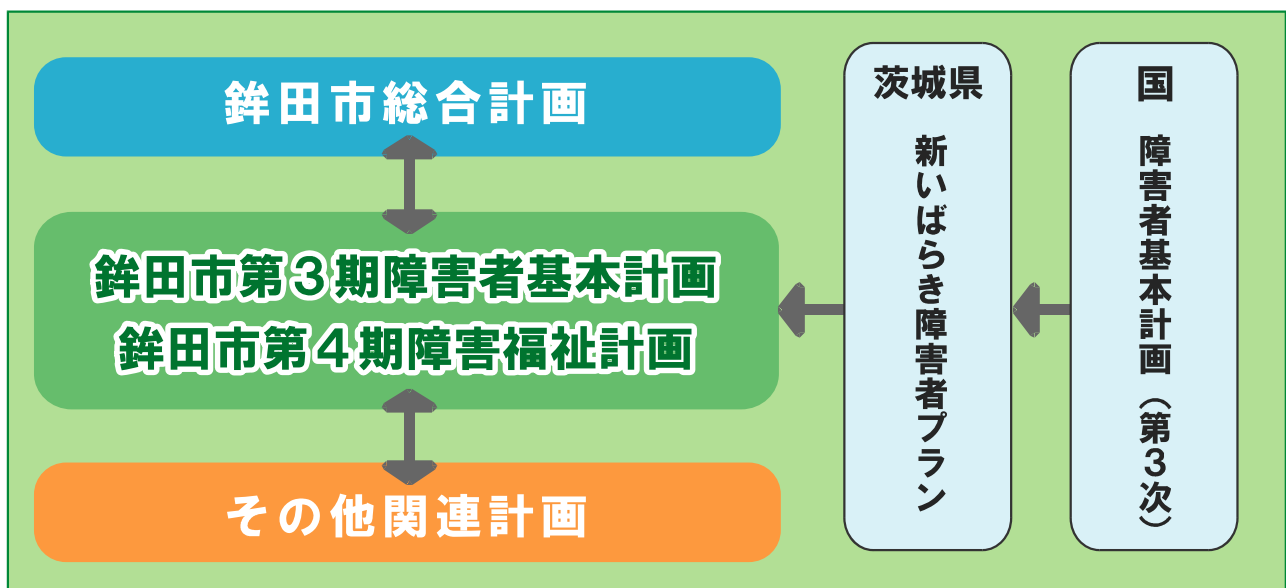 鉾田市総合計画
鉾田市第３期障害者基本計画
鉾田市第４期障害福祉計画
その他関連計画
茨城県
新いばらき障害者プラン
国
障害者基本計画（第３次）